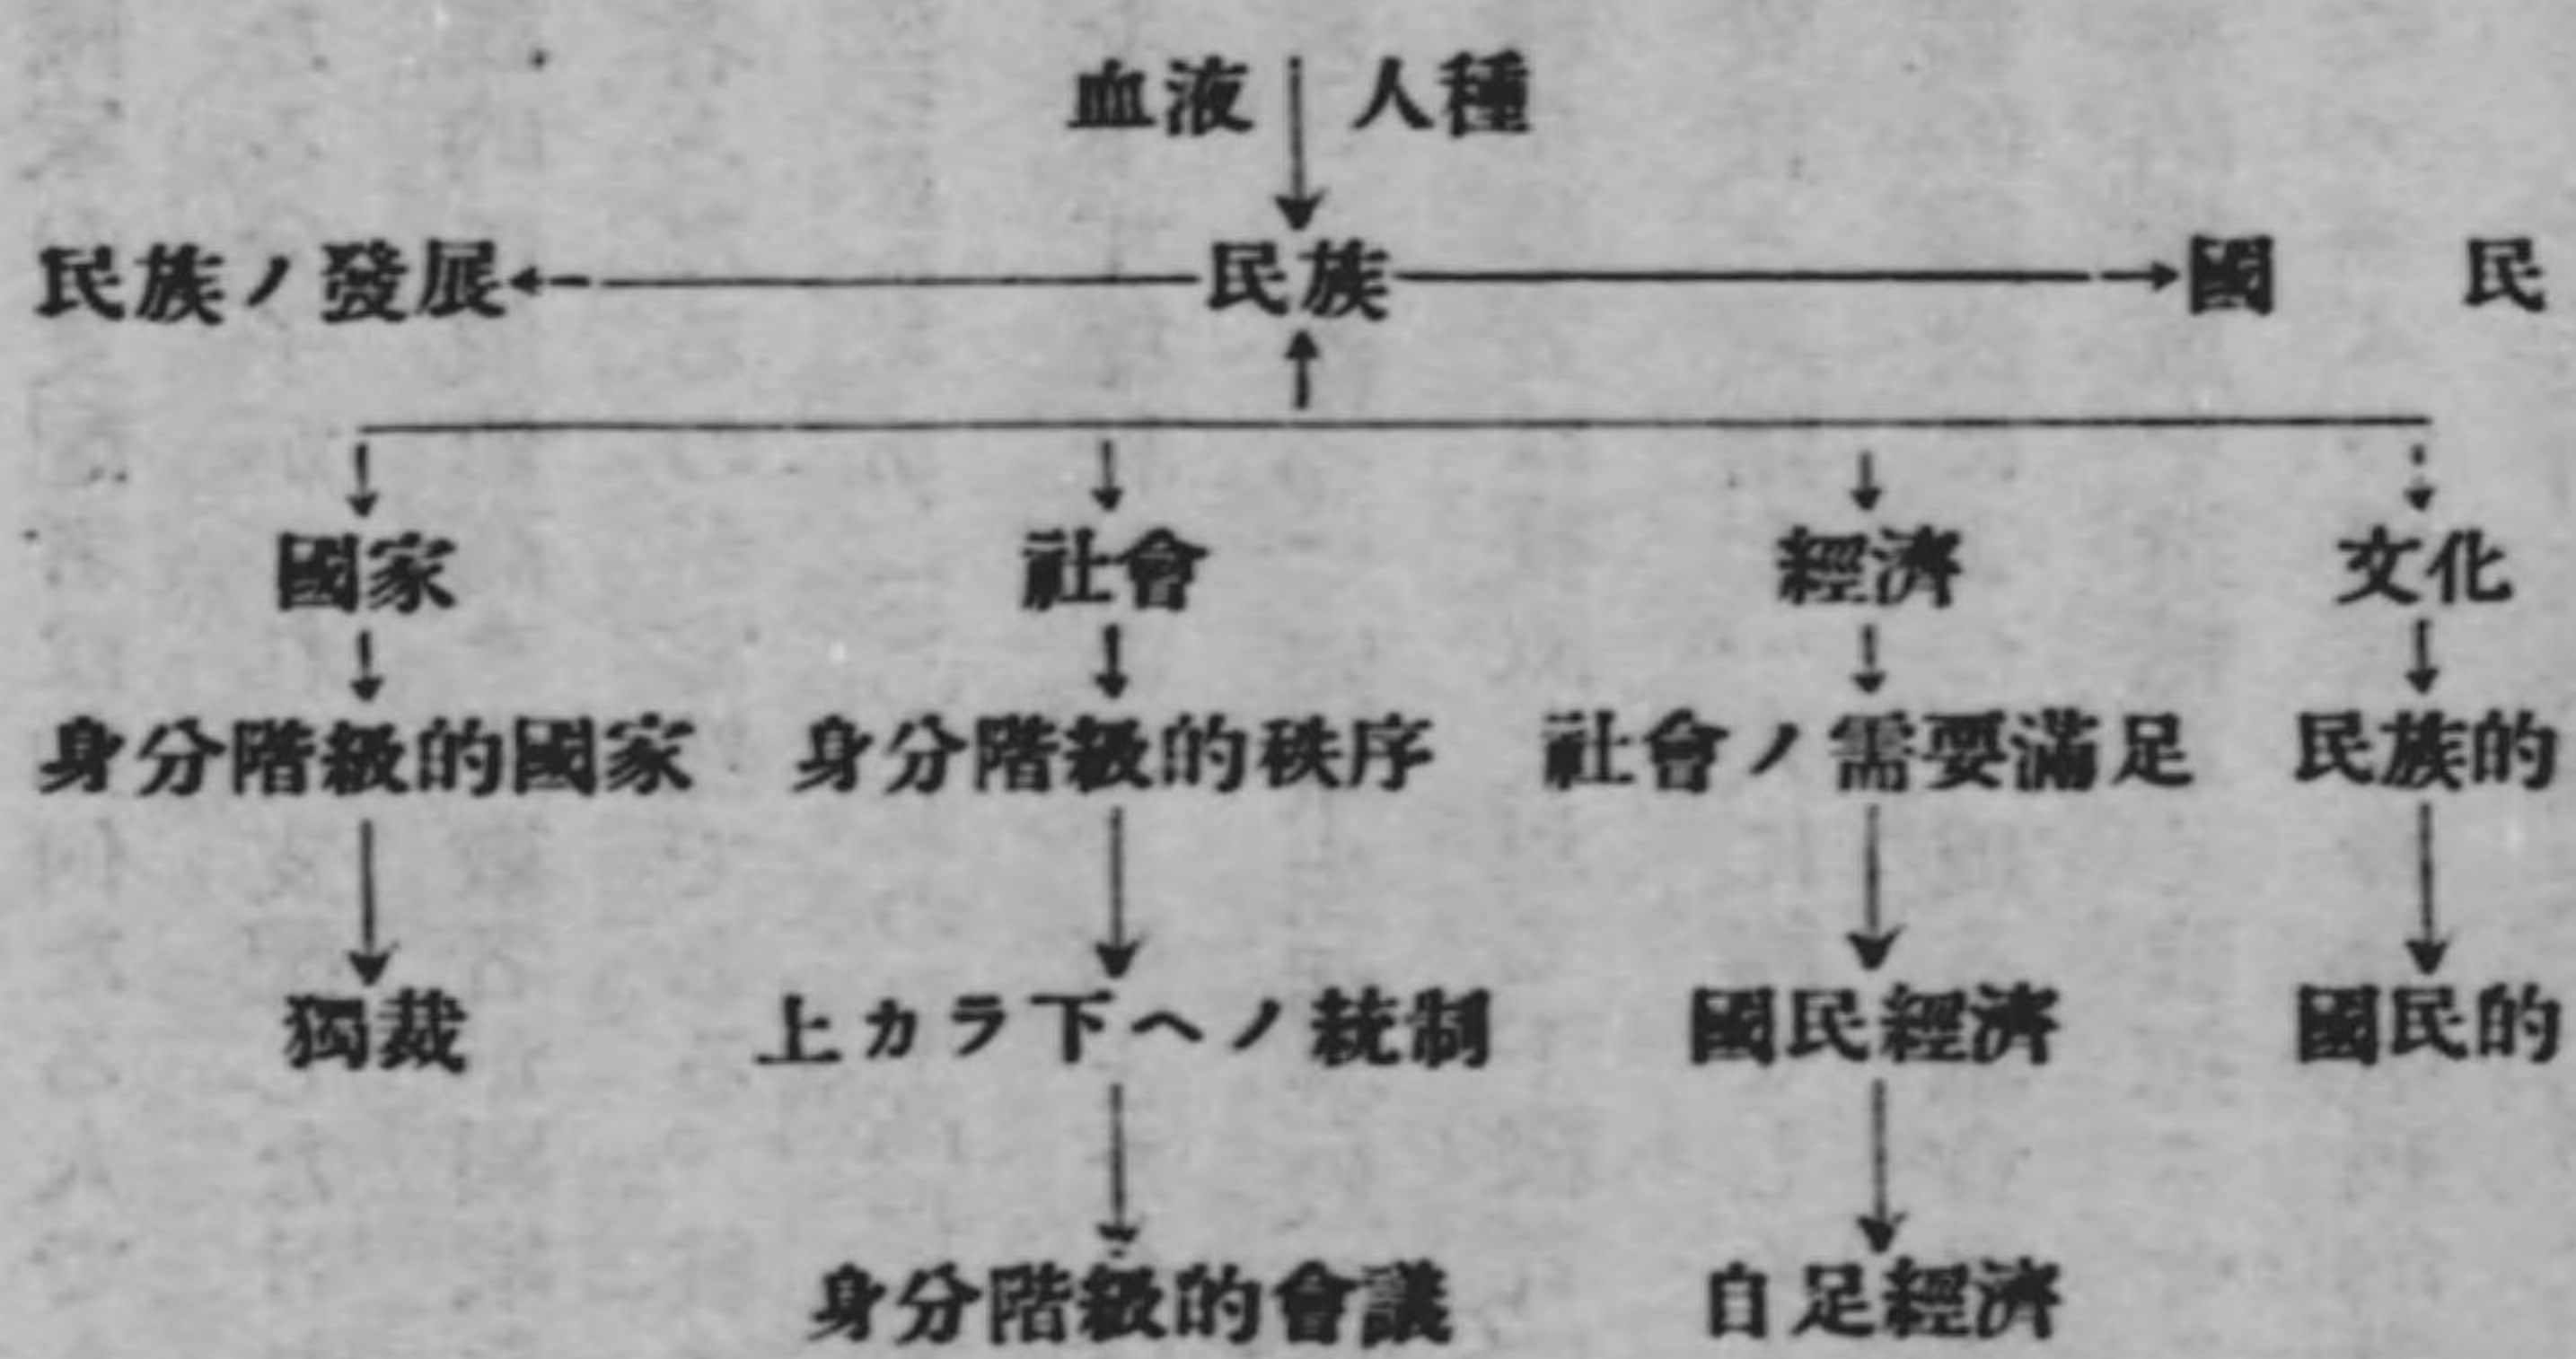 血液 人種
民族ノ發展 民族 國民
國家 社會 經濟 文化
身分階級的國家 身分階級的秩序 社會ノ需要滿足 民族的
獨裁 上カラ下ヘノ統制 國民經濟 國民的
身分階級的會議 自足經濟